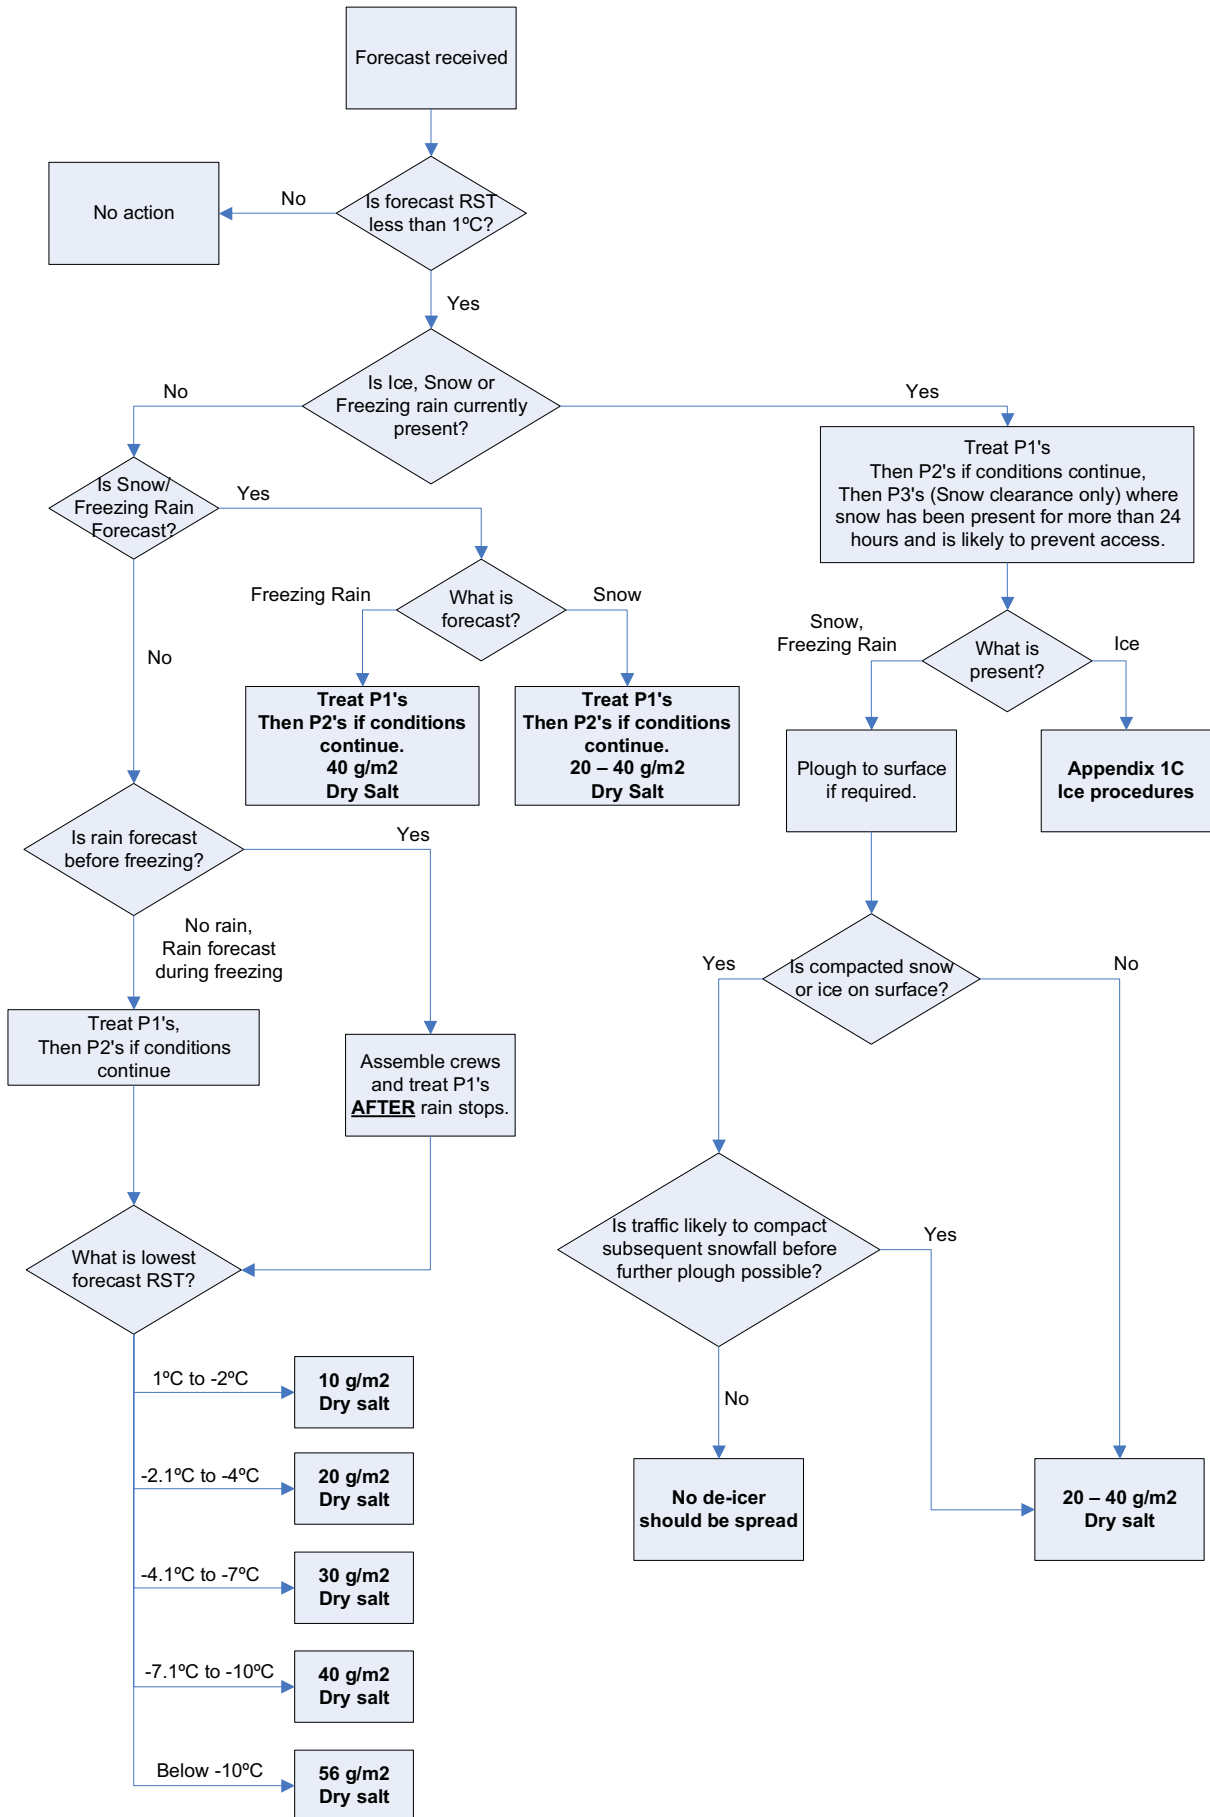 Forecast received
Is forecast RST
less than 1ºC?
No
No action
Yes
Is Ice, Snow or
Freezing rain currently
present?
No
Yes
Is Snow/
Freezing Rain
Forecast?
Yes
What is
forecast?
Freezing Rain
Snow
Treat P1's
Then P2's if conditions
continue.
40 g/m2
Dry Salt
Treat P1's
Then P2's if conditions
continue.
20 – 40 g/m2
Dry Salt
No
Is rain forecast
before freezing?
Yes
No rain,
Rain forecast
during freezing
Treat P1's,
Then P2's if conditions
continue
Assemble crews
and treat P1's
AFTER rain stops.
What is lowest
forecast RST?
1ºC to -2ºC
10 g/m2
Dry salt
-2.1ºC to -4ºC
20 g/m2
Dry salt
-4.1ºC to -7ºC
30 g/m2
Dry salt
-7.1ºC to -10ºC
40 g/m2
Dry salt
Below -10ºC
56 g/m2
Dry salt
Treat P1's
Then P2's if conditions continue,
Then P3's (Snow clearance only) where
snow has been present for more than 24
hours and is likely to prevent access.
What is
present?
Snow,
Freezing Rain
Ice
Plough to surface
if required.
Appendix 1C
Ice procedures
Is compacted snow
or ice on surface?
Yes
No
Is traffic likely to compact
subsequent snowfall before
further plough possible?
Yes
No
No de-icer
should be spread
20 – 40 g/m2
Dry salt